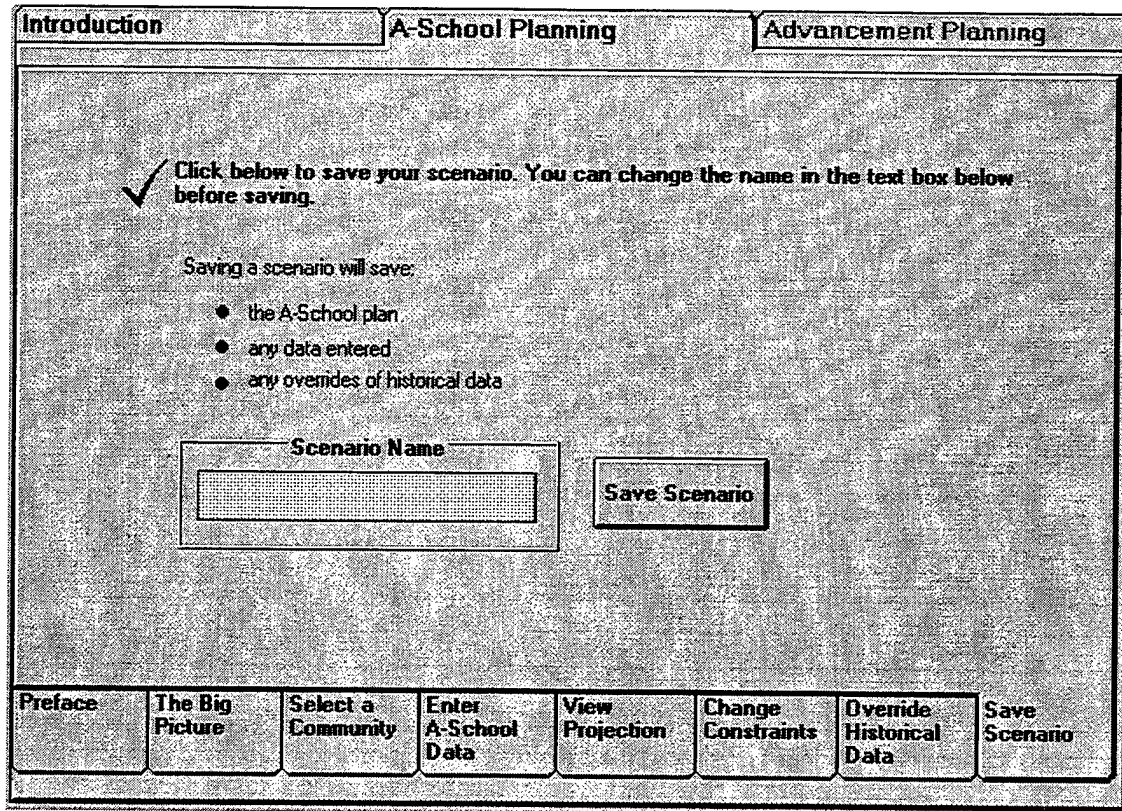 Introduction
A-School Planning
Advancement Planning
Click below to save your scenario. You can change the name in the text box below
before saving.
Saving a scenario will save:
● the A-School plan
● any data entered
● any overrides of historical data
Scenario Name
Save Scenario
Preface
The Big
Picture
Select a
Community
Enter
A-School
Data
View
Projection
Change
Constraints
Override
Historical
Data
Save
Scenario